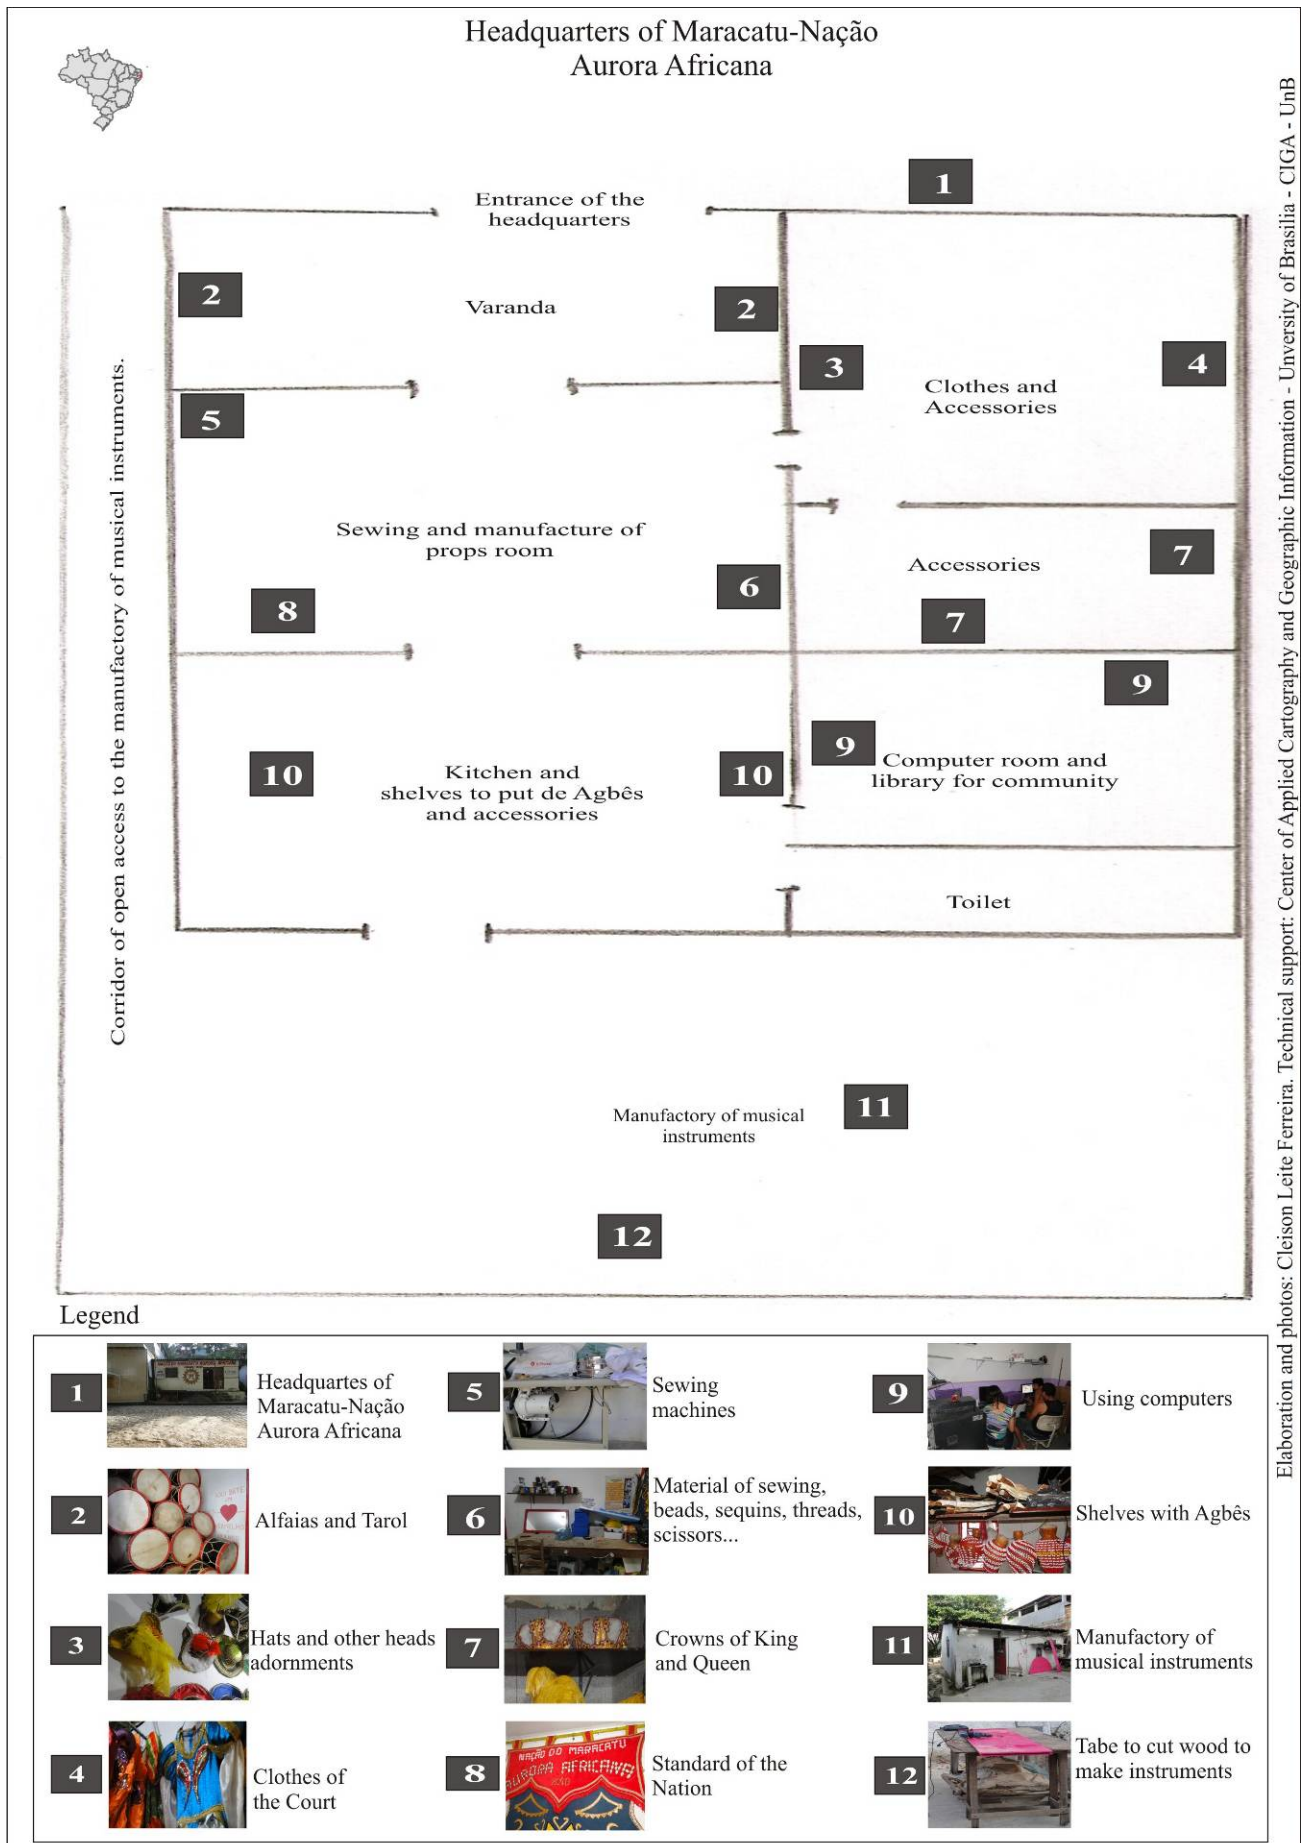 Headquarters of Maracatu-Nação
Aurora Africana
1
Entrance of the
headquarters
2
Varanda
2
3
Clothes and
Accessories
4
5
Sewing and manufacture of
props room
6
Accessories
7
7
8
9
9
Computer room and
library for community
10
Kitchen and
shelves to put de Agbês
and accessories
10
Toilet
Corridor of open access to the manufactory of musical instruments.
Manufactory of musical
instruments
11
12
Elaboration and photos: Cleison Leite Ferreira. Technical support: Center of Applied Cartography and Geographic Information - Unversity of Brasilia - CIGA - UnB
Legend
1
Headquartes of
Maracatu-Nação
Aurora Africana
2
Alfaias and Tarol
3
Hats and other heads
adornments
4
Clothes of
the Court
5
Sewing
machines
6
Material of sewing,
beads, sequins, threads,
scissors...
7
Crowns of King
and Queen
8
NAÇÃO DO MARACATU
AURORA AFRICANA
Standard of the
Nation
9
Using computers
10
Shelves with Agbês
11
Manufactory of
musical instruments
12
Tabe to cut wood to
make instruments